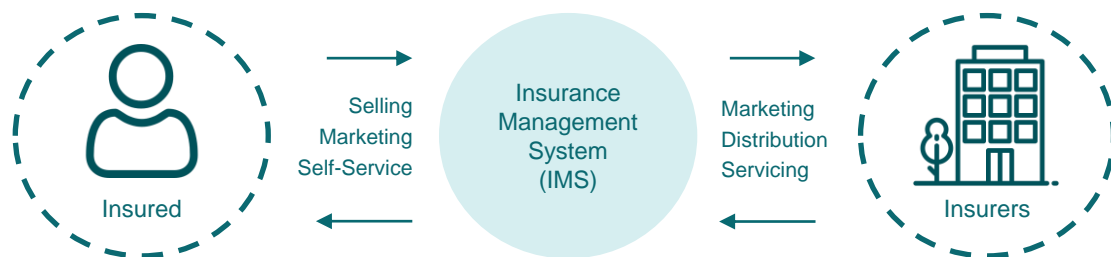 Insured
Selling
Marketing
Self-Service
Insurance
Management
System
(IMS)
Marketing
Distribution
Servicing
Insurers